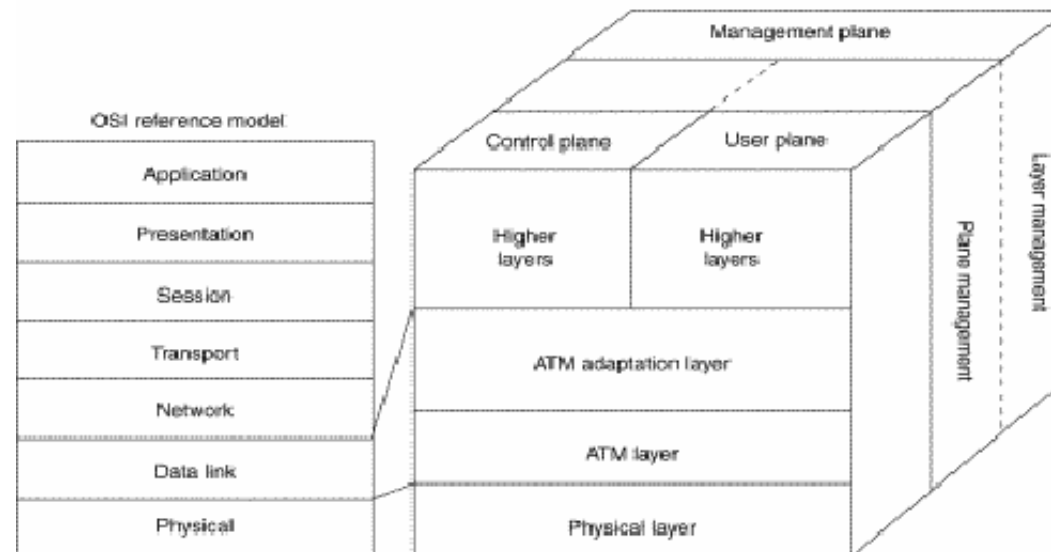 Management plane
OSI reference model
Control plane
User plane
Application
Presentation
Session
Transport
Network
Data link
Physical
Higher
layers
Higher
layers
ATM adaptation layer
ATM layer
Physical layer
Plane management
Layer management